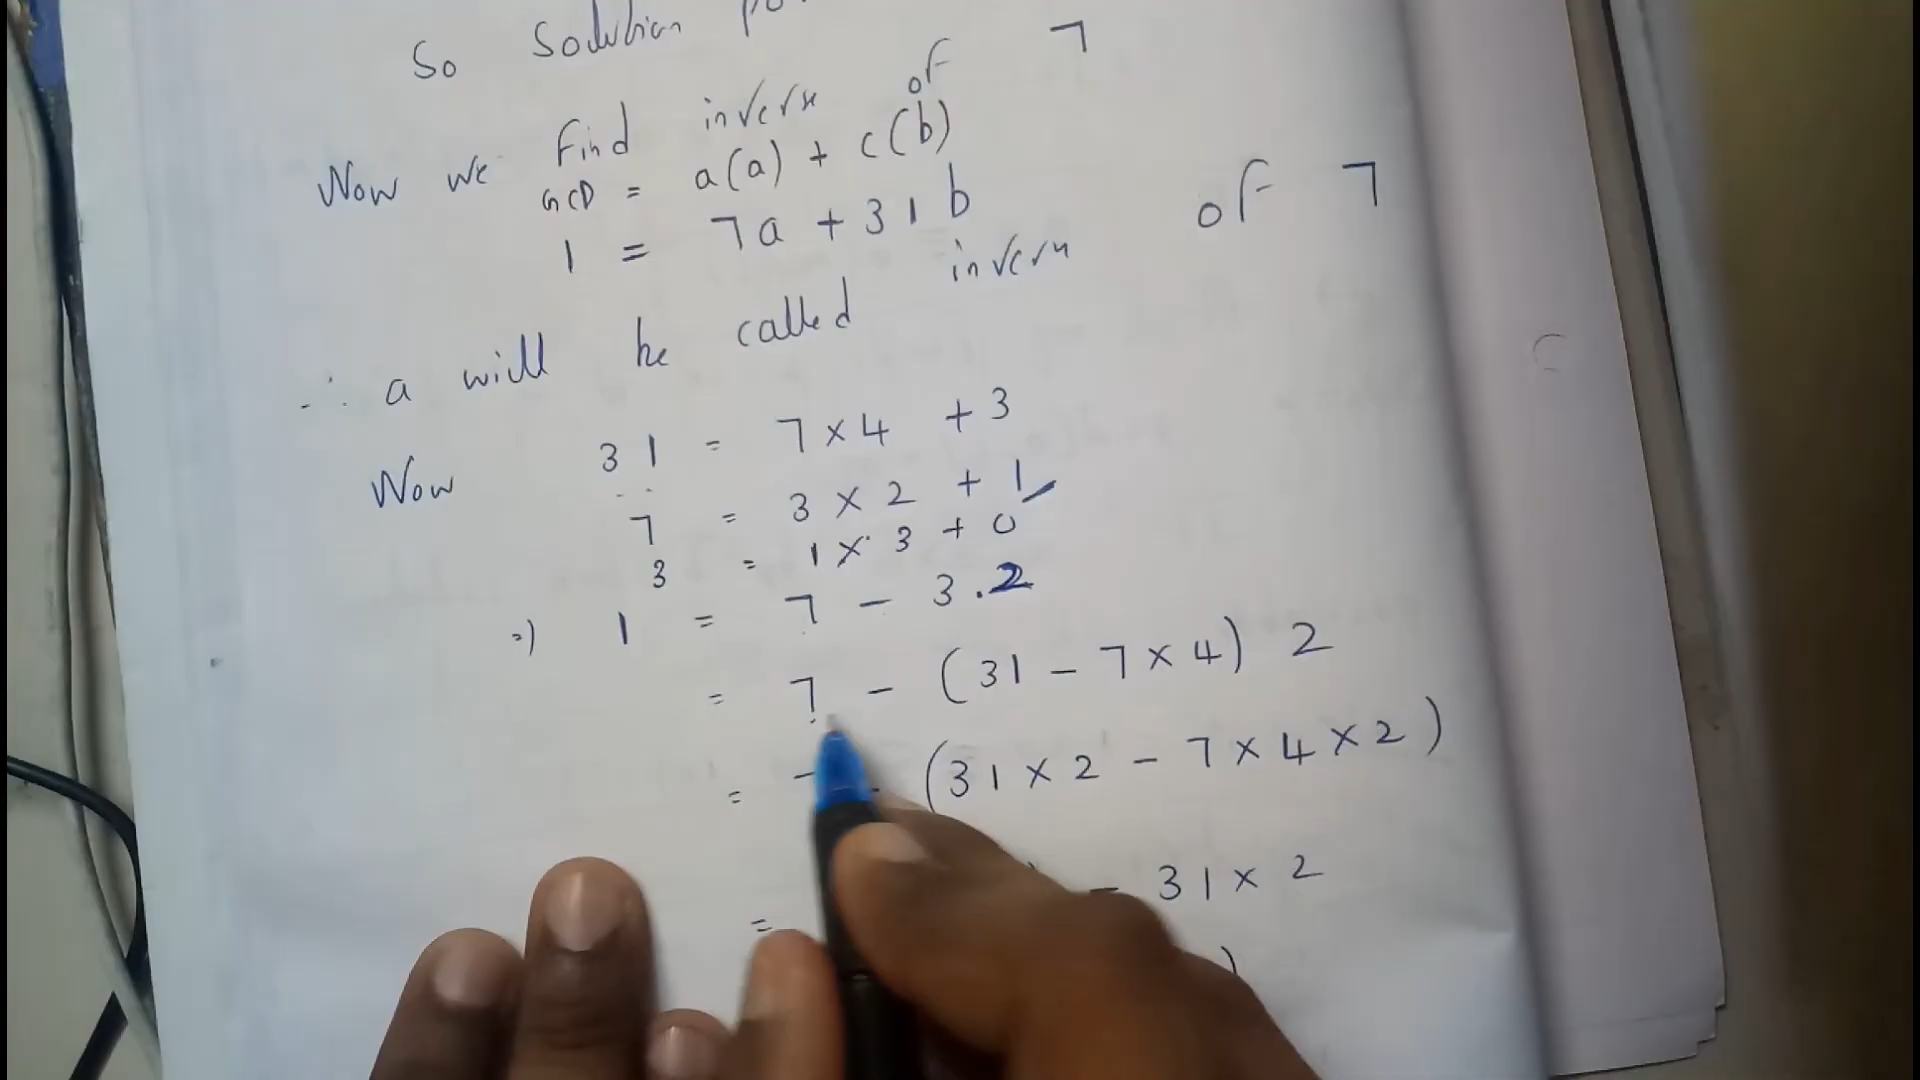 So Solution
Now we find inverse of 7
GCD = a(a) + c(b)
1 = 7a + 31b
∴ a will be called inverse of 7
Now 31 = 7 × 4 + 3
7 = 3 × 2 + 1
3 = 1 × 3 + 0
=) 1 = 7 - 3.2
= 7 - (31 - 7 × 4) 2
= 7 - (31 × 2 - 7 × 4 × 2)
= - 31 × 2
)